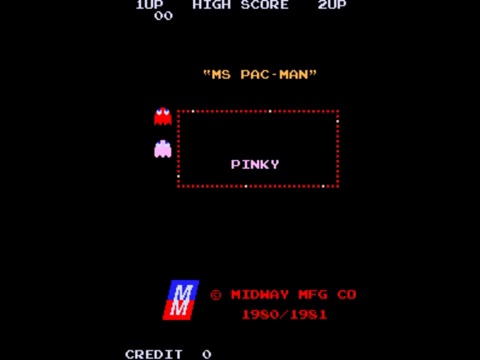 1UP HIGH SCORE 2UP
00
"MS PAC-MAN"
PINKY
MM
© MIDWAY MFG CO
1980/1981
CREDIT 0